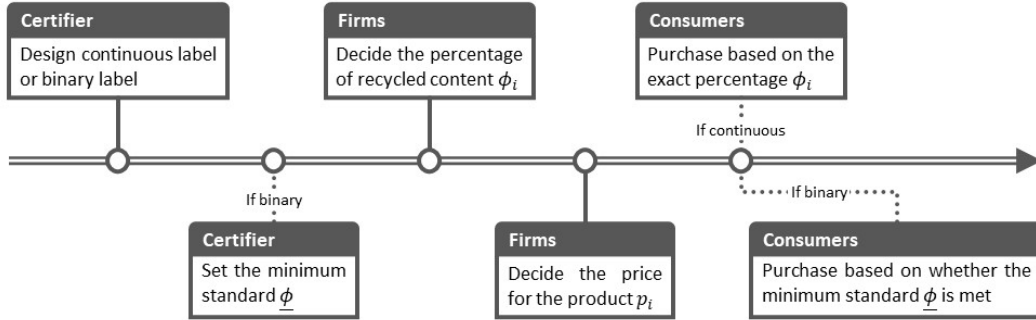 Certifier
Design continuous label
or binary label
Firms
Decide the percentage
of recycled content ϕᵢ
Consumers
Purchase based on the
exact percentage ϕᵢ
If continuous
If binary
If binary
Certifier
Set the minimum
standard ϕ̲
Firms
Decide the price
for the product pᵢ
Consumers
Purchase based on whether the
minimum standard ϕ̲ is met